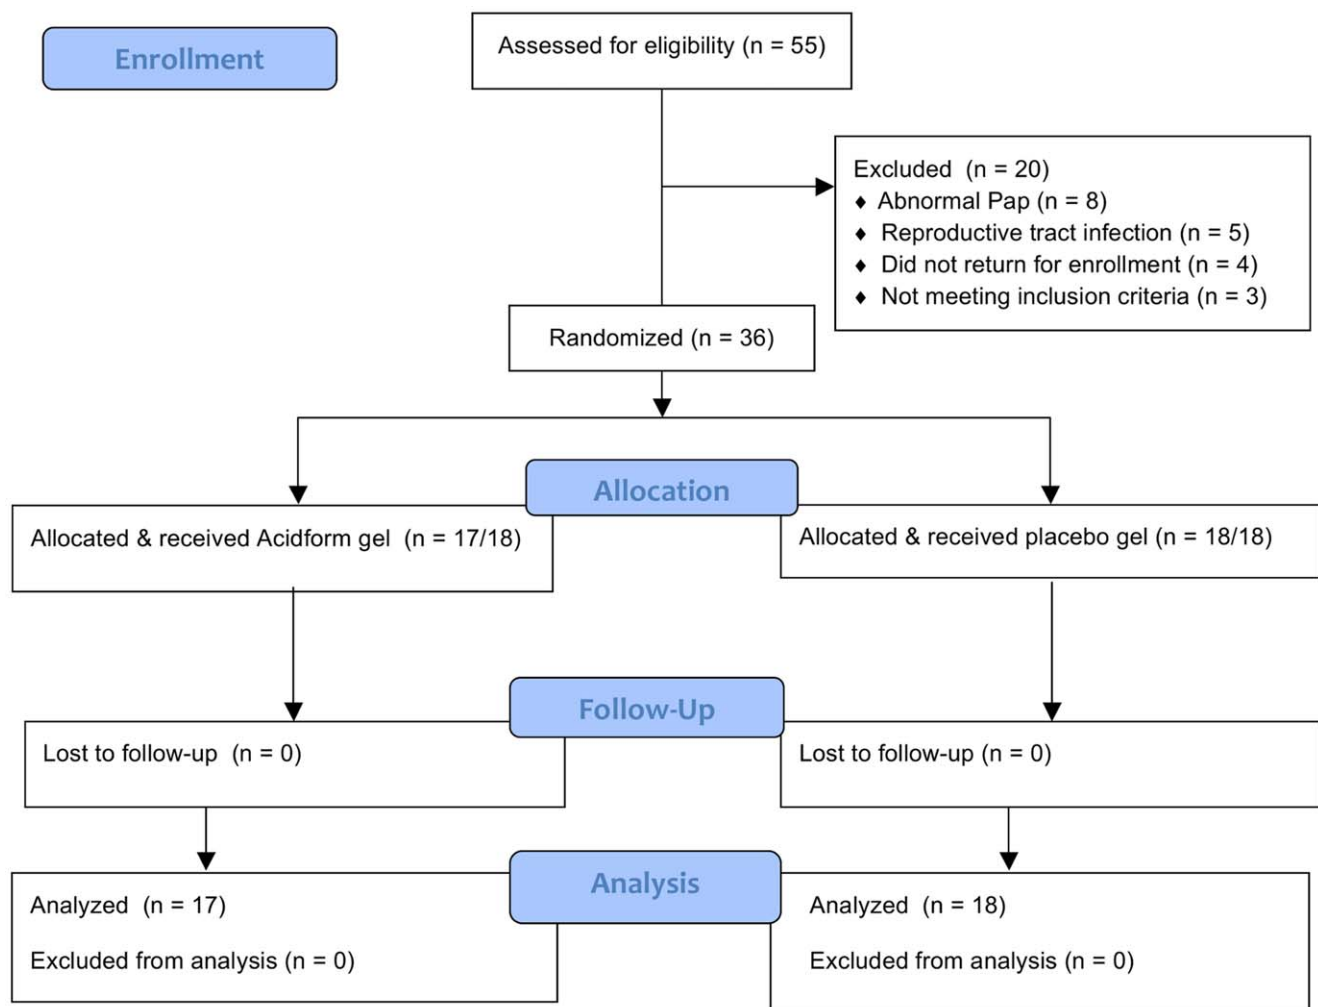 Enrollment
Assessed for eligibility (n = 55)
Excluded (n = 20)
♦ Abnormal Pap (n = 8)
♦ Reproductive tract infection (n = 5)
♦ Did not return for enrollment (n = 4)
♦ Not meeting inclusion criteria (n = 3)
Randomized (n = 36)
Allocation
Allocated & received Acidform gel (n = 17/18)
Allocated & received placebo gel (n = 18/18)
Follow-Up
Lost to follow-up (n = 0)
Lost to follow-up (n = 0)
Analysis
Analyzed (n = 17)
Excluded from analysis (n = 0)
Analyzed (n = 18)
Excluded from analysis (n = 0)